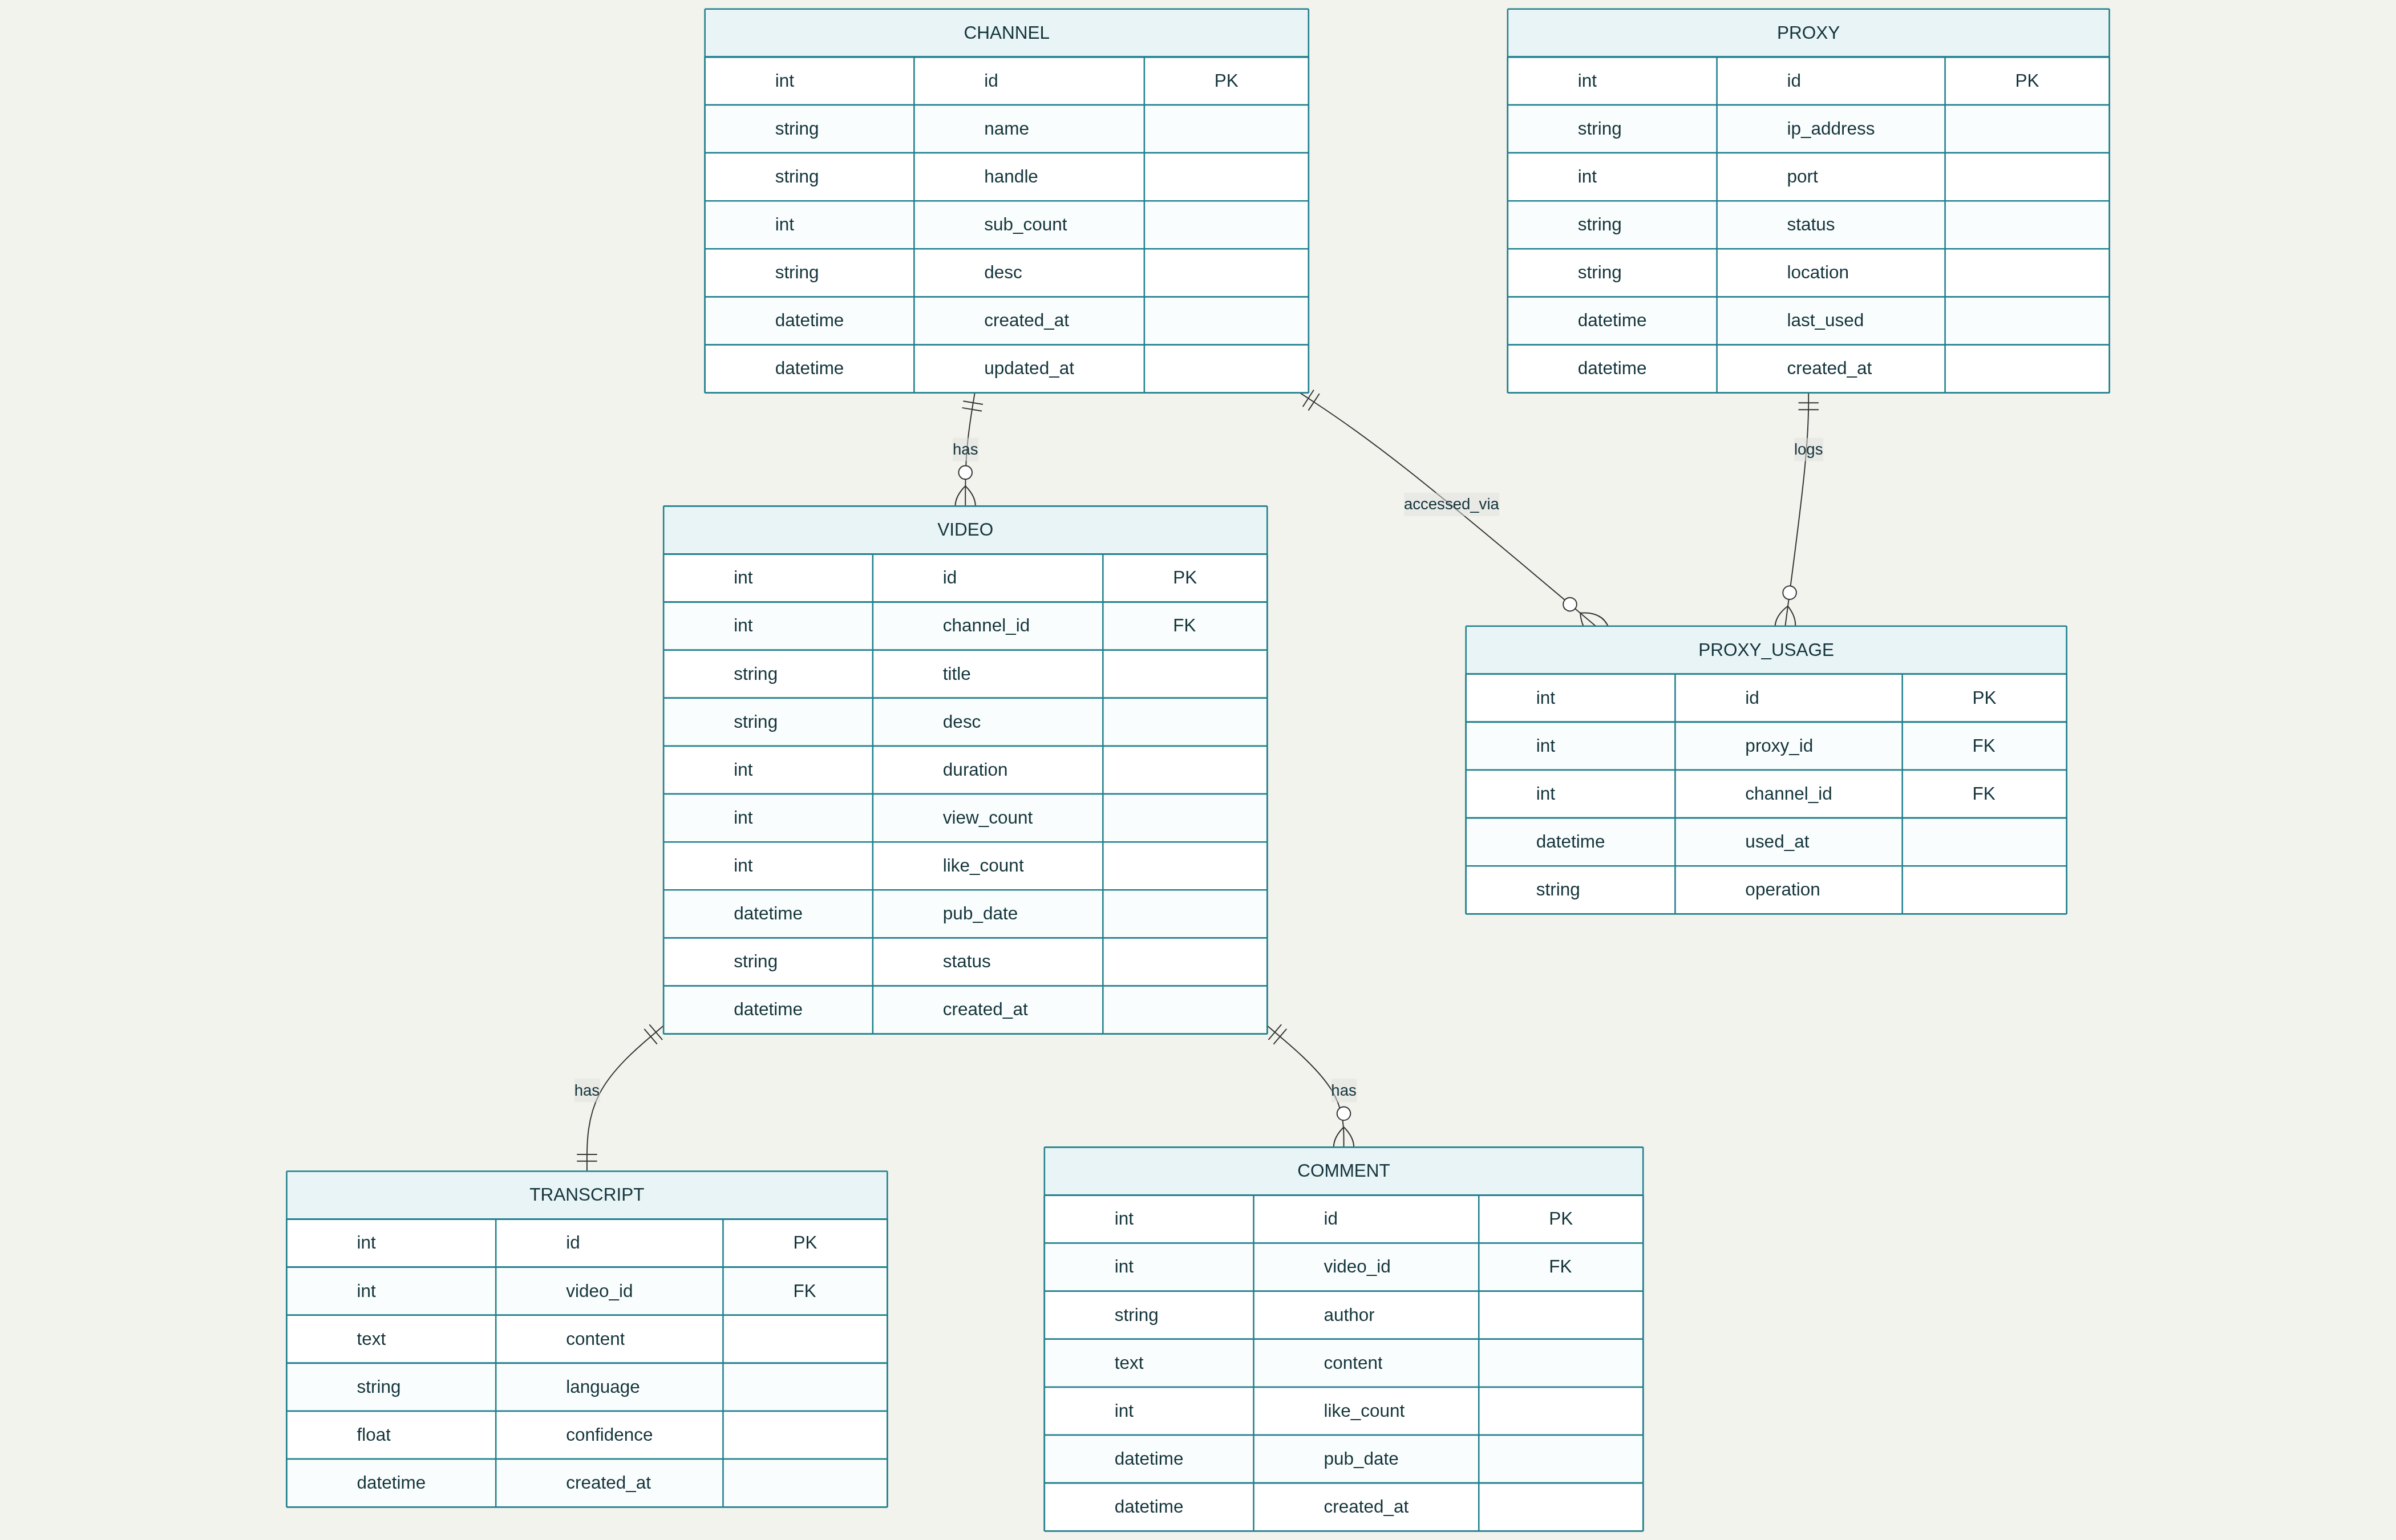 CHANNEL
int id PK
string name
string handle
int sub_count
string desc
datetime created_at
datetime updated_at
PROXY
int id PK
string ip_address
int port
string status
string location
datetime last_used
datetime created_at
has
logs
accessed_via
VIDEO
int id PK
int channel_id FK
string title
string desc
int duration
int view_count
int like_count
datetime pub_date
string status
datetime created_at
PROXY_USAGE
int id PK
int proxy_id FK
int channel_id FK
datetime used_at
string operation
has
has
TRANSCRIPT
int id PK
int video_id FK
text content
string language
float confidence
datetime created_at
COMMENT
int id PK
int video_id FK
string author
text content
int like_count
datetime pub_date
datetime created_at